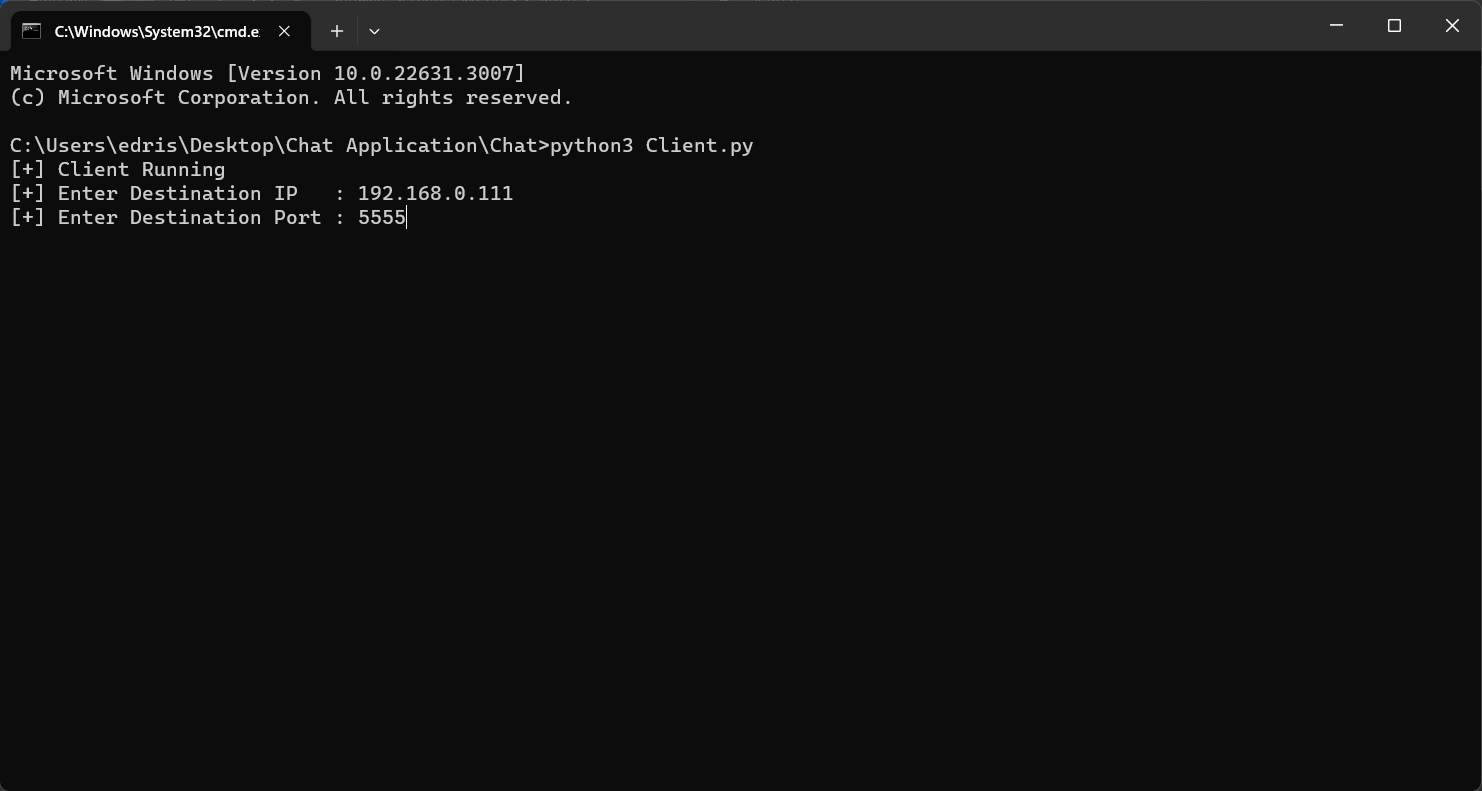 C:\Windows\System32\cmd.e
Microsoft Windows [Version 10.0.22631.3007]
(c) Microsoft Corporation. All rights reserved.
C:\Users\edris\Desktop\Chat Application\Chat>python3 Client.py
[+] Client Running
[+] Enter Destination IP   : 192.168.0.111
[+] Enter Destination Port : 5555